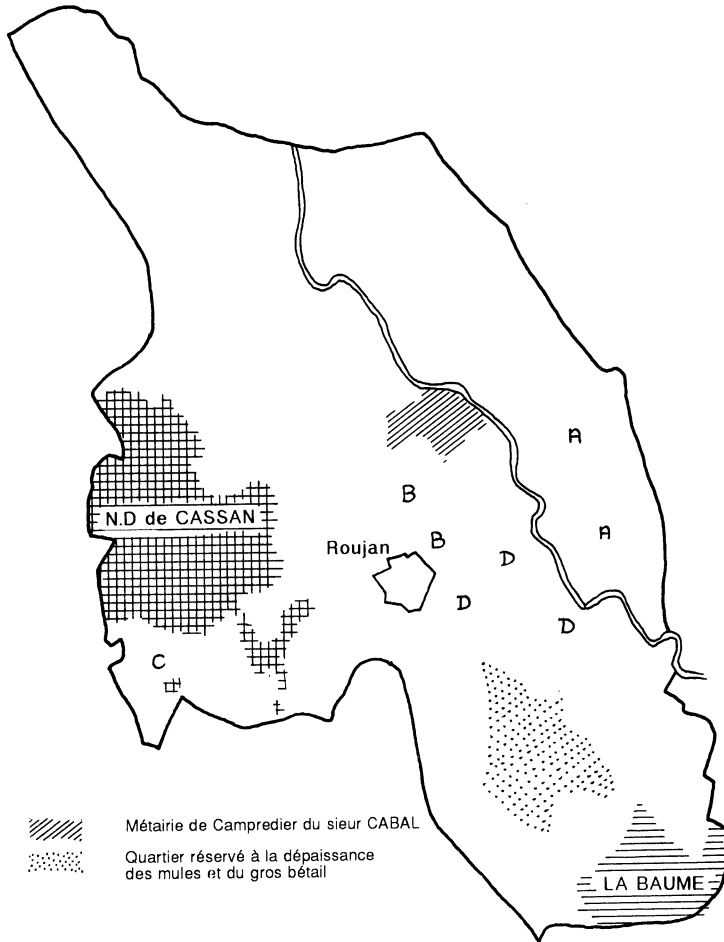 A
B
N.D de CASSAN
A
B
Roujan
D
D
D
C
Métairie de Campredier du sieur CABAL
Quartier réservé à la dépaissance
des mules et du gros bétail
LA BAUME